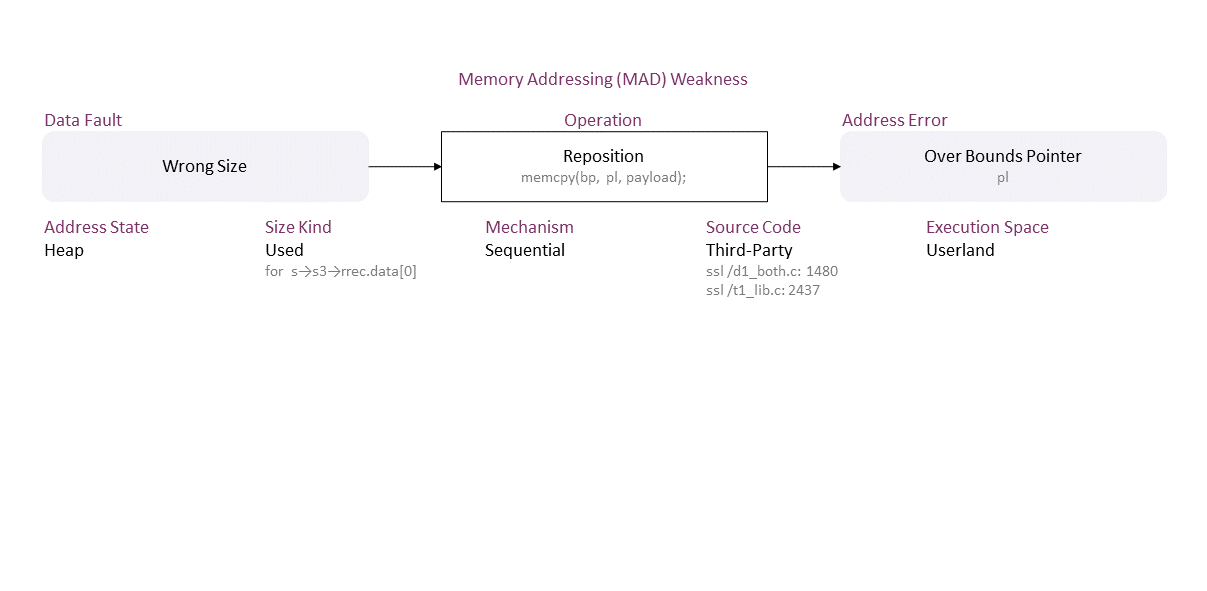 Memory Addressing (MAD) Weakness
Data Fault
Operation
Address Error
Wrong Size
Reposition
memcpy(bp, pl, payload);
Over Bounds Pointer
pl
Address State
Heap
Size Kind
Used
for s→s3→rrec.data[0]
Mechanism
Sequential
Source Code
Third-Party
ssl /d1_both.c: 1480
ssl /t1_lib.c: 2437
Execution Space
Userland